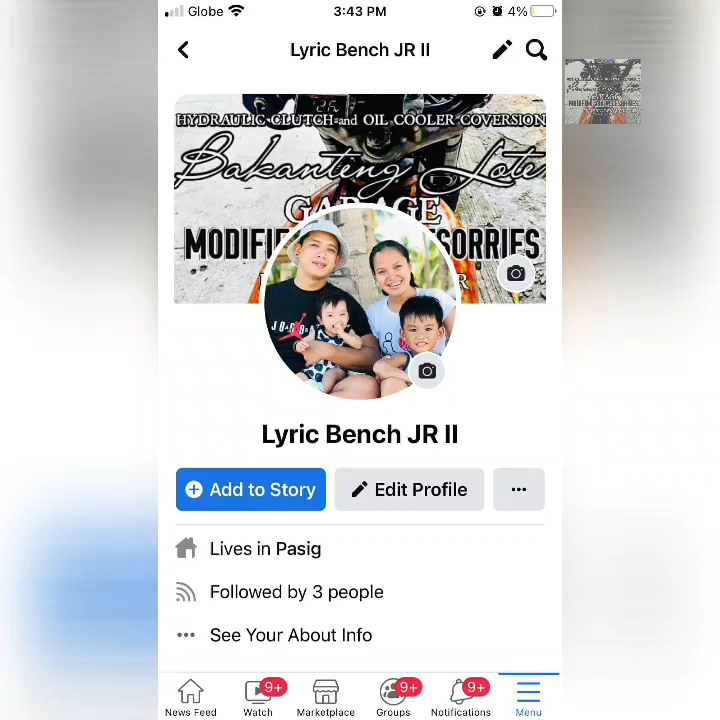 Globe 3:43 PM 4%
Lyric Bench JR II
HYDRAULIC CLUTCH and OIL COOLER COVERSION
Bakanteng Lote
GARAGE
Lyric Bench JR II
Add to Story Edit Profile
Lives in Pasig
Followed by 3 people
See Your About Info
9+ 9+ 9+
News Feed Watch Marketplace Groups Notifications Menu